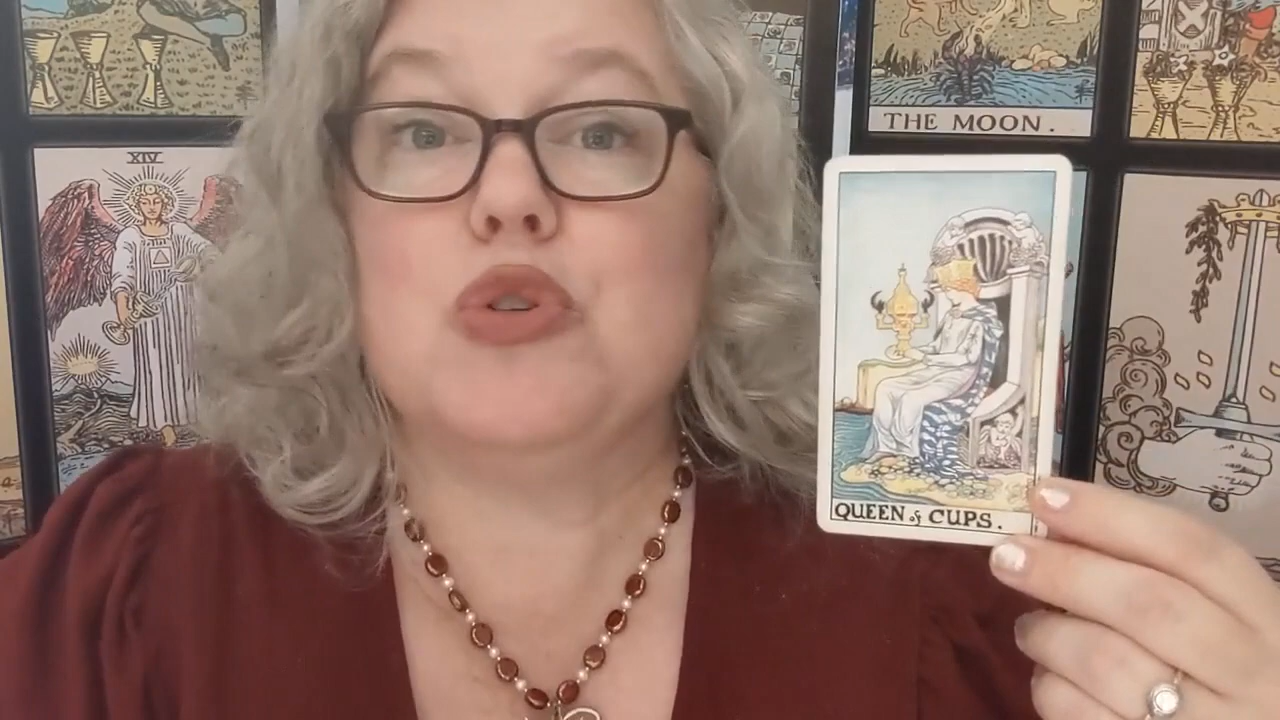 THE MOON.
XIV
QUEEN of CUPS.